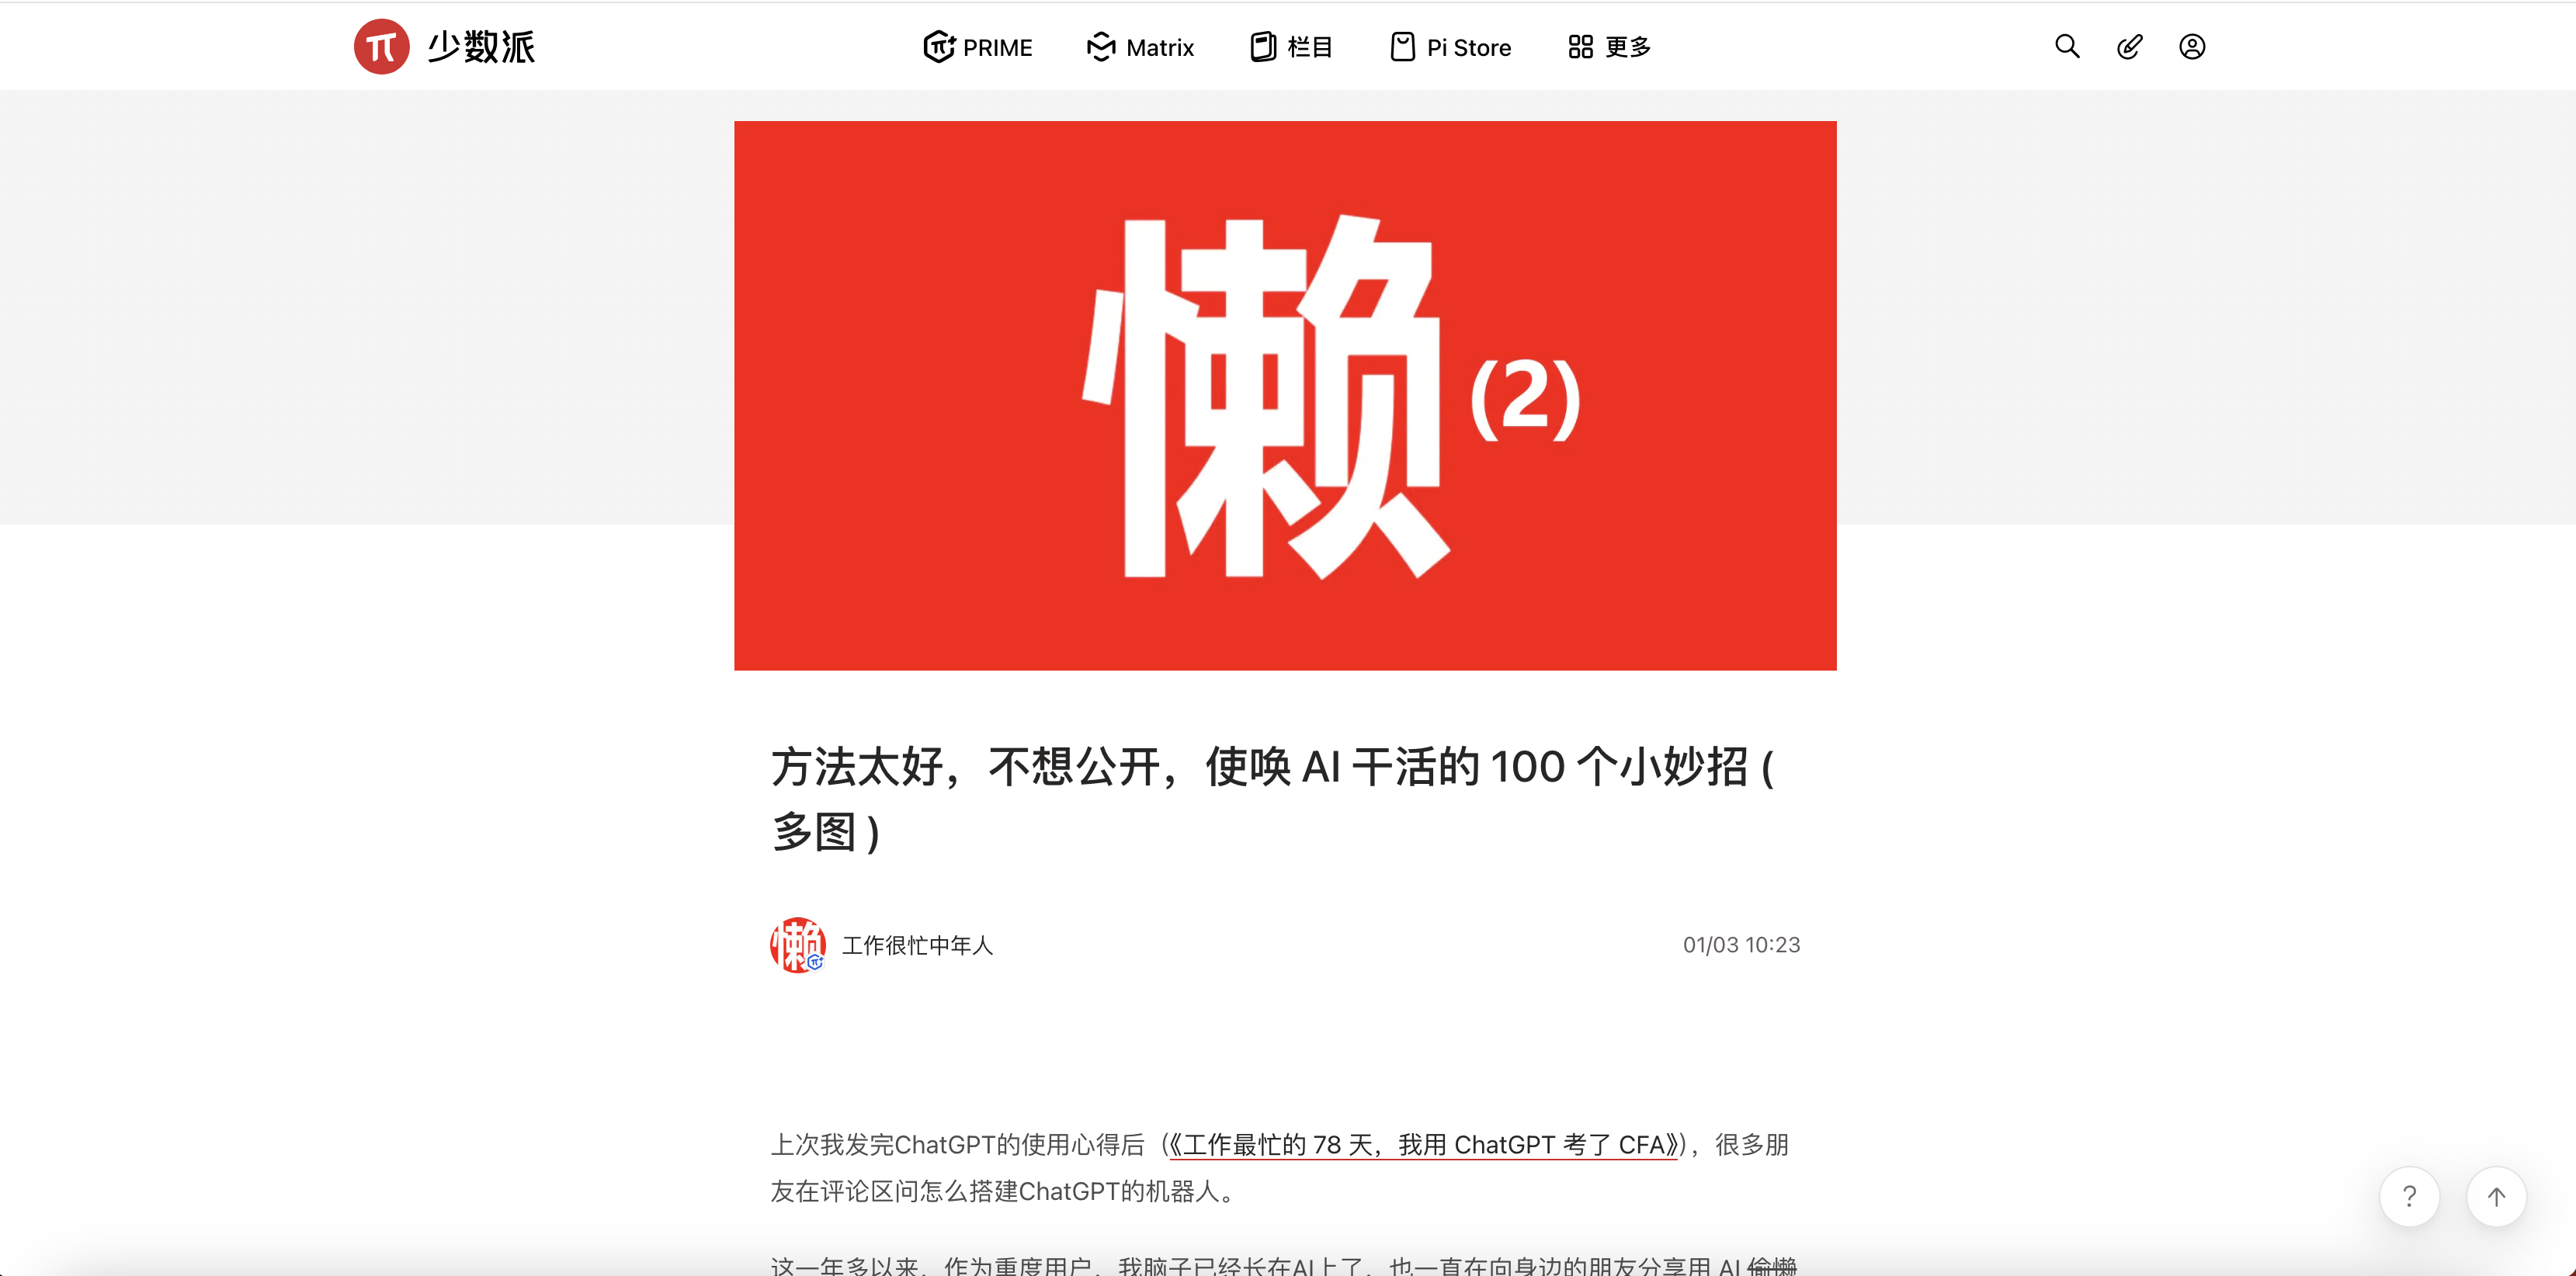 少数派
PRIME
Matrix
栏目
Pi Store
更多
懒(2)
方法太好，不想公开，使唤 AI 干活的 100 个小妙招 (
多图 )
懒
工作很忙中年人
01/03 10:23
上次我发完ChatGPT的使用心得后（《工作最忙的 78 天，我用 ChatGPT 考了 CFA》），很多朋
友在评论区问怎么搭建ChatGPT的机器人。
这一年多以来，作为重度用户，我脑子已经长在AI上了，也一直在向身边的朋友分享用 AI 偷懒
?